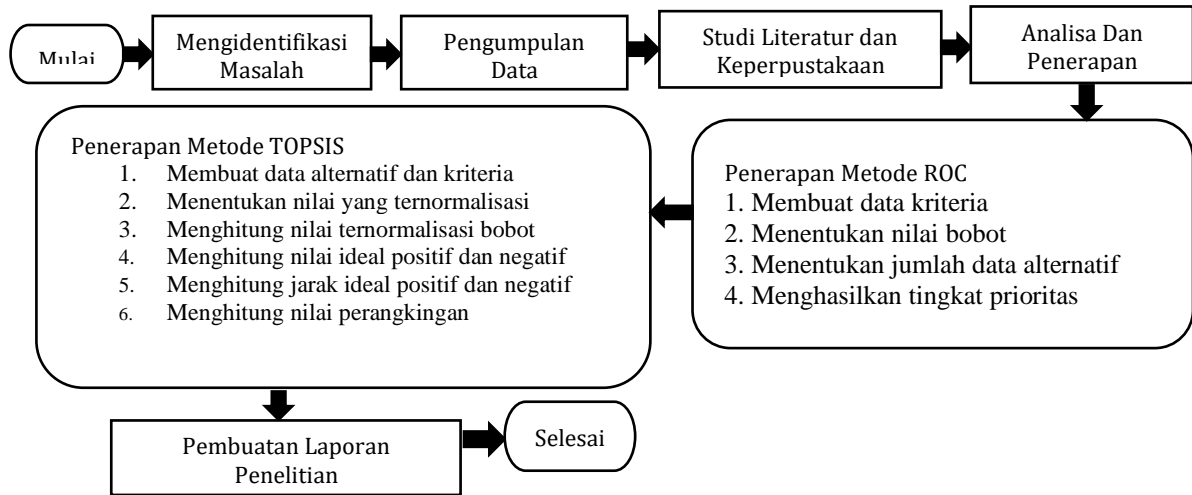 Mulai
Mengidentifikasi
Masalah
Pengumpulan
Data
Studi Literatur dan
Keperpustakaan
Analisa Dan
Penerapan
Penerapan Metode ROC
1. Membuat data kriteria
2. Menentukan nilai bobot
3. Menentukan jumlah data alternatif
4. Menghasilkan tingkat prioritas
Penerapan Metode TOPSIS
1. Membuat data alternatif dan kriteria
2. Menentukan nilai yang ternormalisasi
3. Menghitung nilai ternormalisasi bobot
4. Menghitung nilai ideal positif dan negatif
5. Menghitung jarak ideal positif dan negatif
6. Menghitung nilai perangkingan
Pembuatan Laporan
Penelitian
Selesai